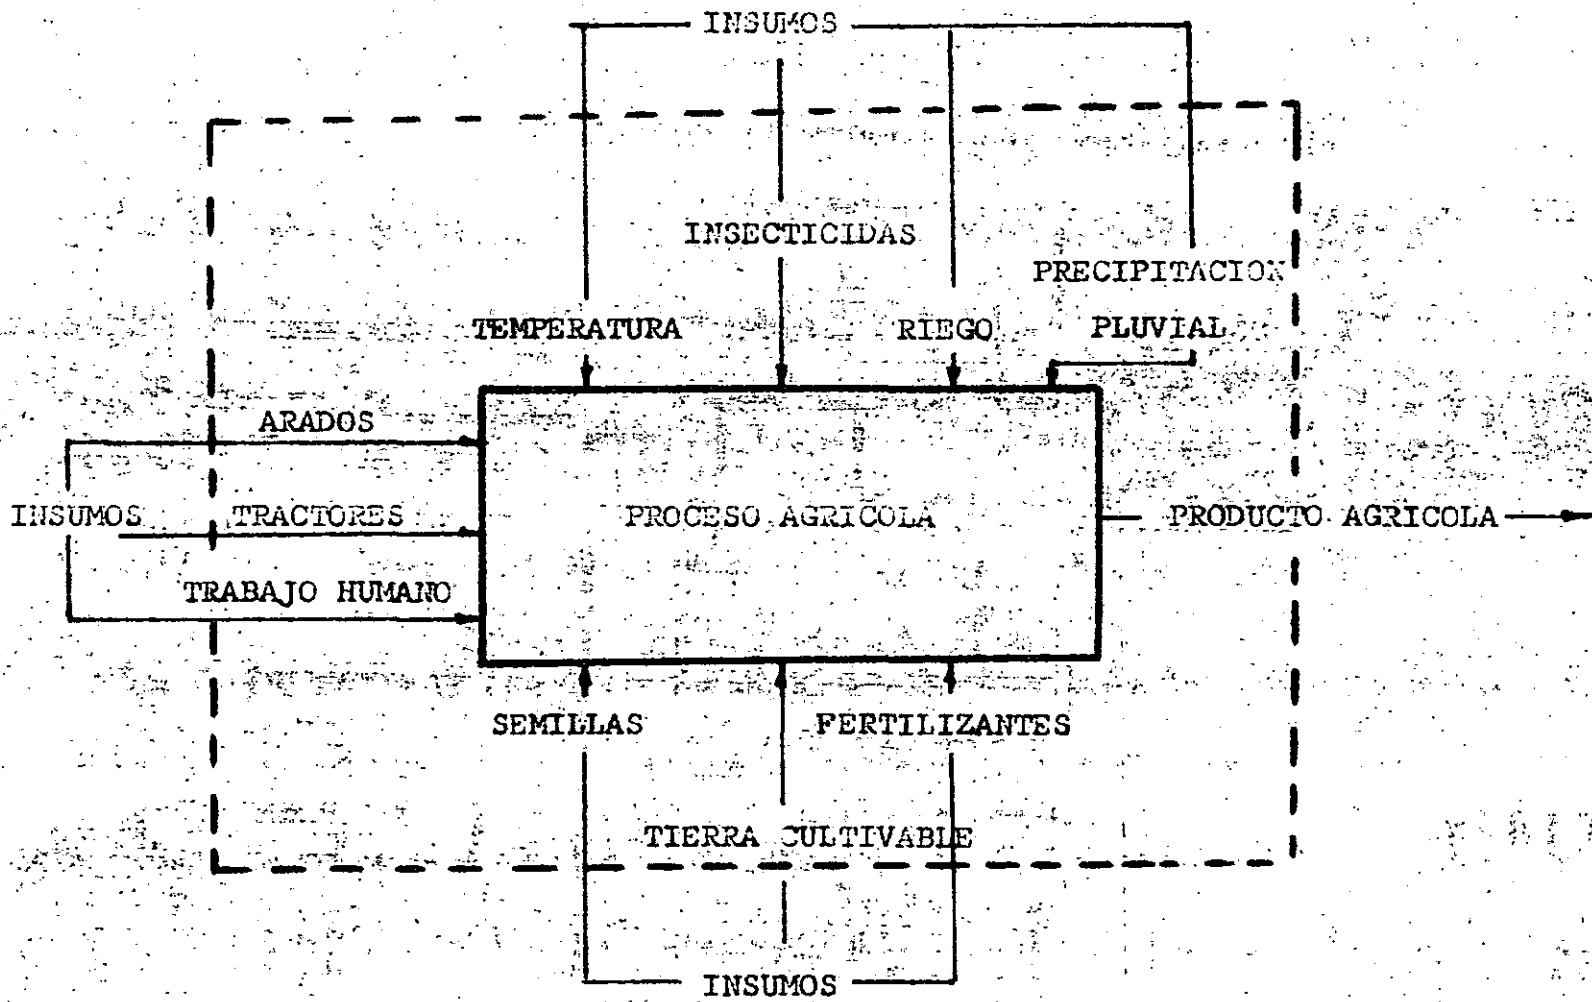 INSUMOS
INSECTICIDAS
PRECIPITACION
TEMPERATURA
RIEGO
PLUVIAL
ARADOS
INSUMOS
TRACTORES
PROCESO AGRICOLA
PRODUCTO AGRICOLA
TRABAJO HUMANO
SEMILLAS
FERTILIZANTES
TIERRA CULTIVABLE
INSUMOS